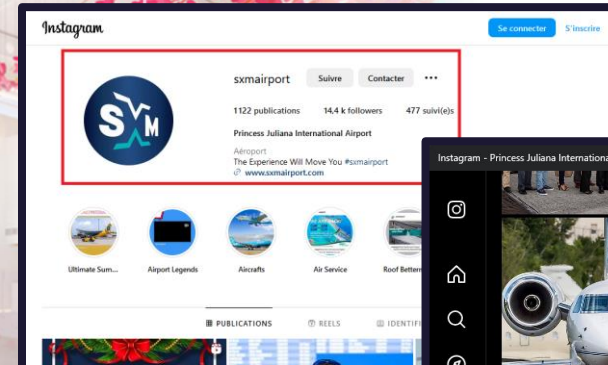 Instagram
Se connecter S'inscrire
SXM
sxmairport Suivre Contacter •••
1122 publications 14,4 k followers 477 suivi(e)s
Princess Juliana International Airport
Aéroport
The Experience Will Move You #sxmairport
www.sxmairport.com
Instagram - Princess Juliana Internationa
Ultimate Sum... Airport Legends Aircrafts Air Service Roof Betterm
PUBLICATIONS REELS IDENTIFI